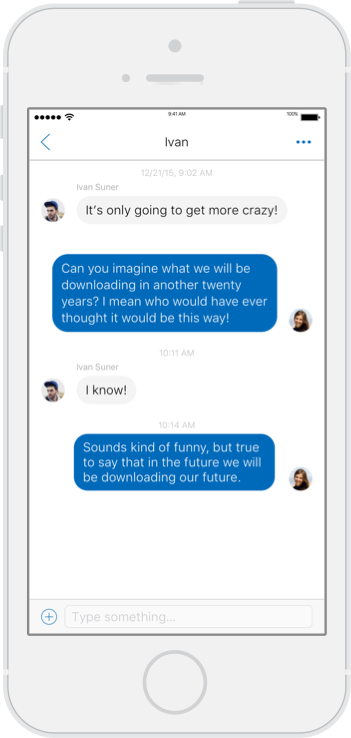 9:41 AM 100%
Ivan
12/21/15, 9:02 AM
Ivan Suner
It's only going to get more crazy!
Can you imagine what we will be
downloading in another twenty
years? I mean who would have ever
thought it would be this way!
10:11 AM
Ivan Suner
I know!
10:14 AM
Sounds kind of funny, but true
to say that in the future we will
be downloading our future.
Type something...